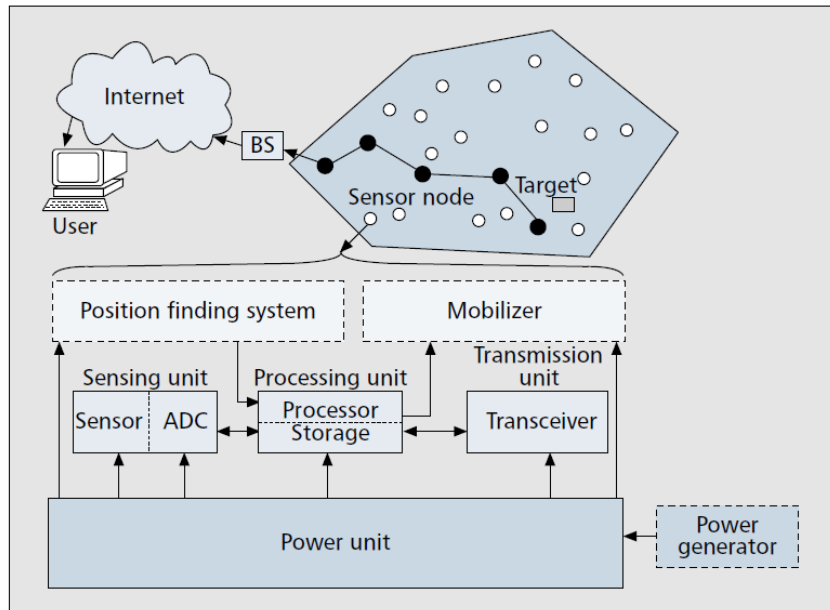 Internet
BS
User
Sensor node
Target
Position finding system
Mobilizer
Sensing unit
Processing unit
Transmission
unit
Sensor
ADC
Processor
Storage
Transceiver
Power unit
Power
generator